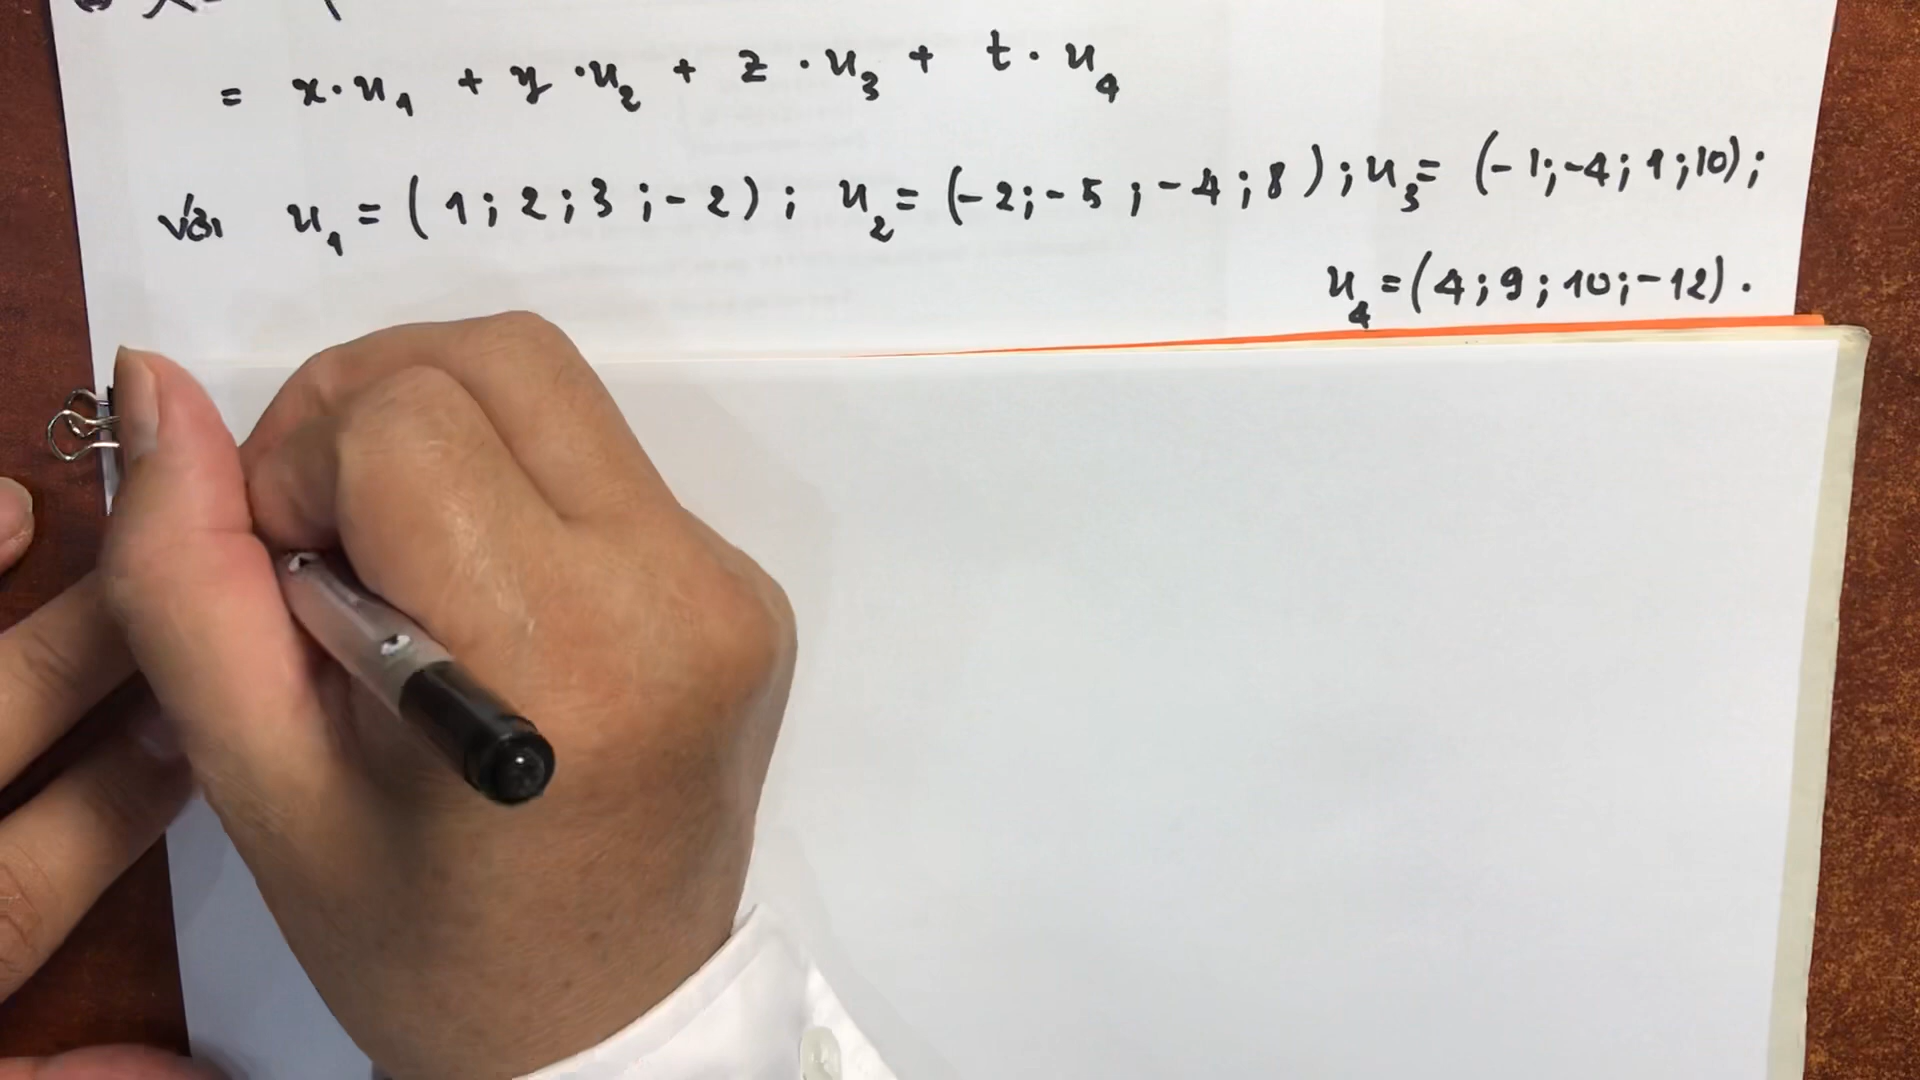 = x·u₁ + y·u₂ + z·u₃ + t·u₄
với u₁ = (1; 2; 3; -2); u₂ = (-2; -5; -4; 8); u₃ = (-1; -4; 1; 10);
u₄ = (4; 9; 10; -12).